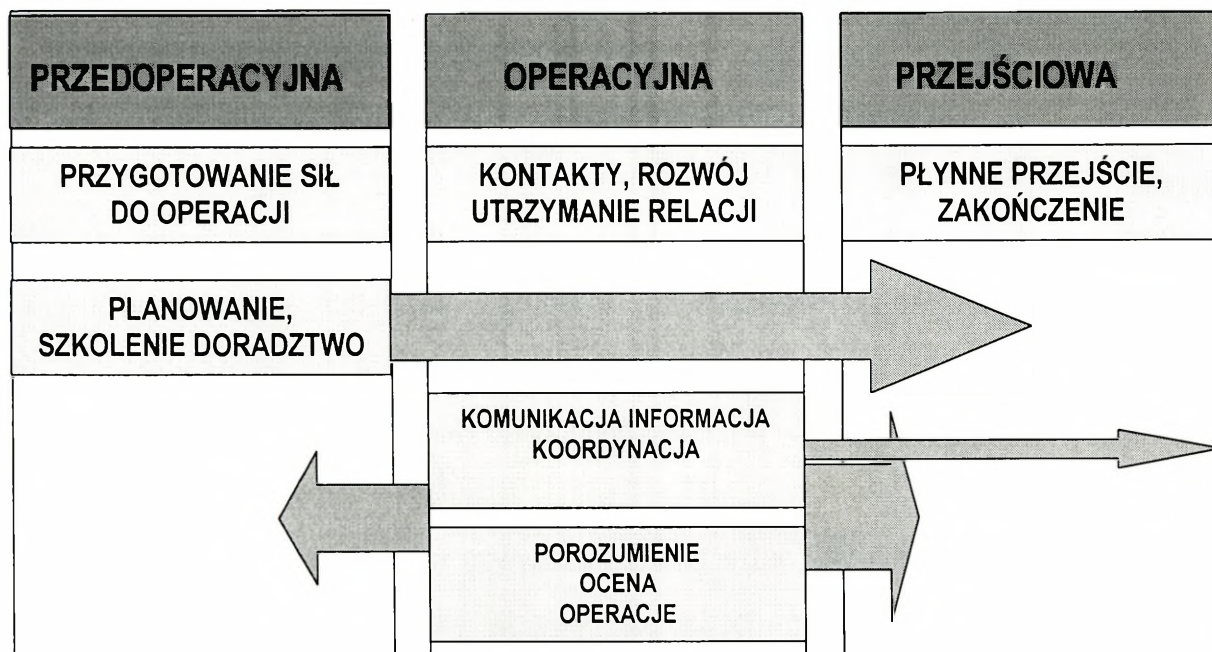 PRZEDOPERACYJNA
OPERACYJNA
PRZEJŚCIOWA
PRZYGOTOWANIE SIŁ
DO OPERACJI
KONTAKTY, ROZWÓJ
UTRZYMANIE RELACJI
PŁYNNE PRZEJŚCIE,
ZAKOŃCZENIE
PLANOWANIE,
SZKOLENIE DORADZTWO
KOMUNIKACJA INFORMACJA
KOORDYNACJA
POROZUMIENIE
OCENA
OPERACJE